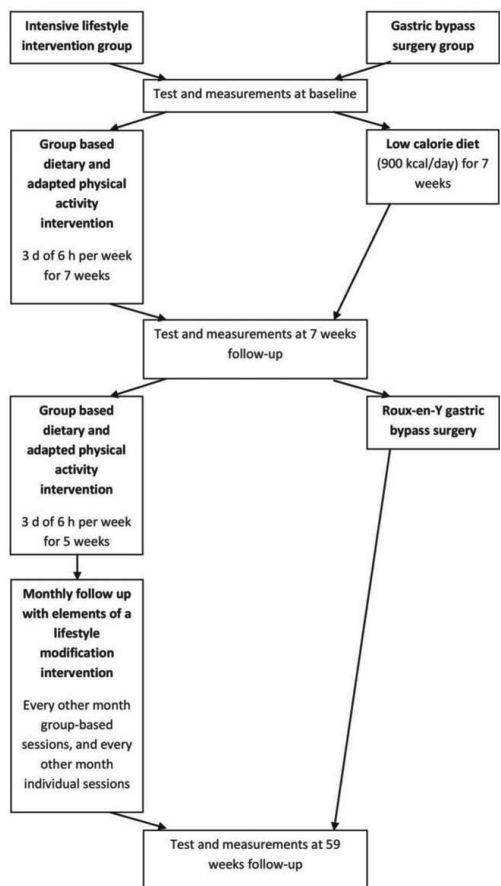 Intensive lifestyle
intervention group
Gastric bypass
surgery group
Test and measurements at baseline
Group based
dietary and
adapted physical
activity
intervention
3 d of 6 h per week
for 7 weeks
Low calorie diet
(900 kcal/day) for 7
weeks
Test and measurements at 7 weeks
follow-up
Group based
dietary and
adapted physical
activity
intervention
3 d of 6 h per week
for 5 weeks
Roux-en-Y gastric
bypass surgery
Monthly follow up
with elements of a
lifestyle
modification
intervention
Every other month
group-based
sessions, and every
other month
individual sessions
Test and measurements at 59
weeks follow-up